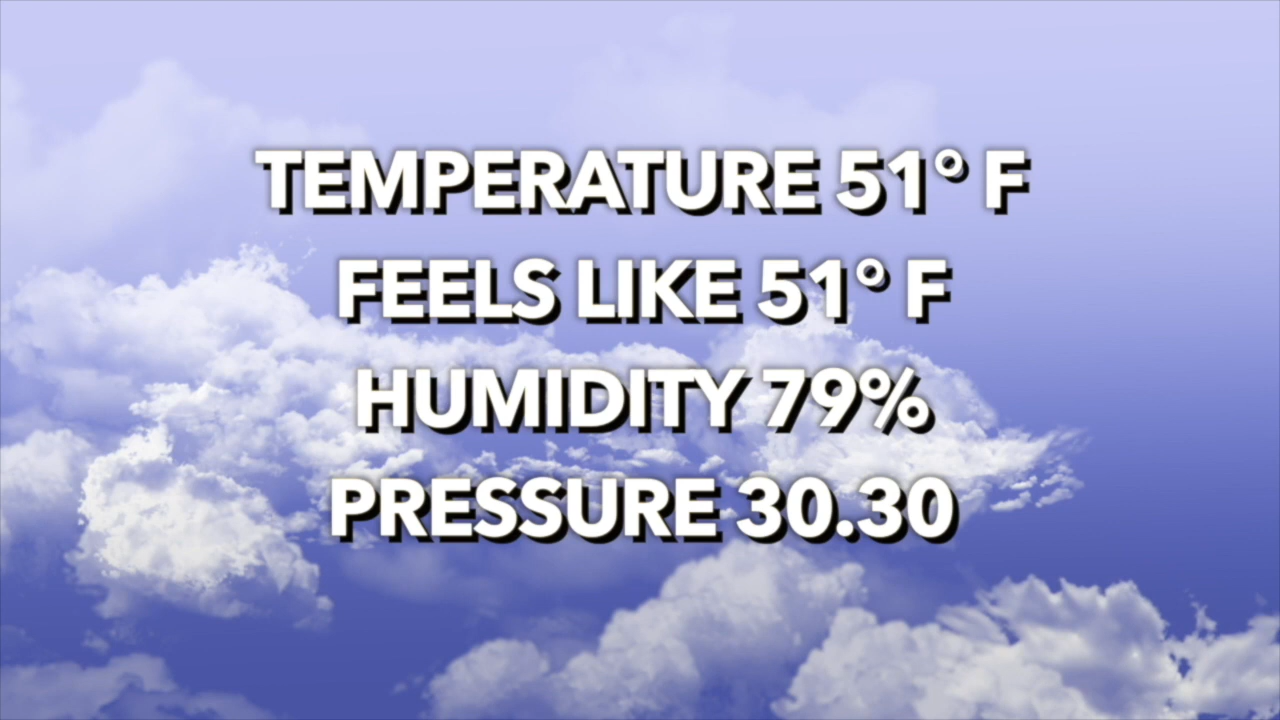 TEMPERATURE 51° F
FEELS LIKE 51° F
HUMIDITY 79%
PRESSURE 30.30